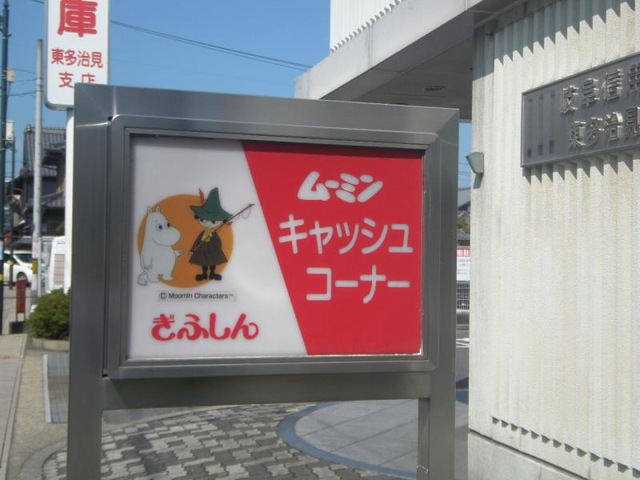 庫
東多治見
支店
ムーミン
キャッシュ
コーナー
© Moomin Characters™
ぎふしん
岐阜信用
東多治見